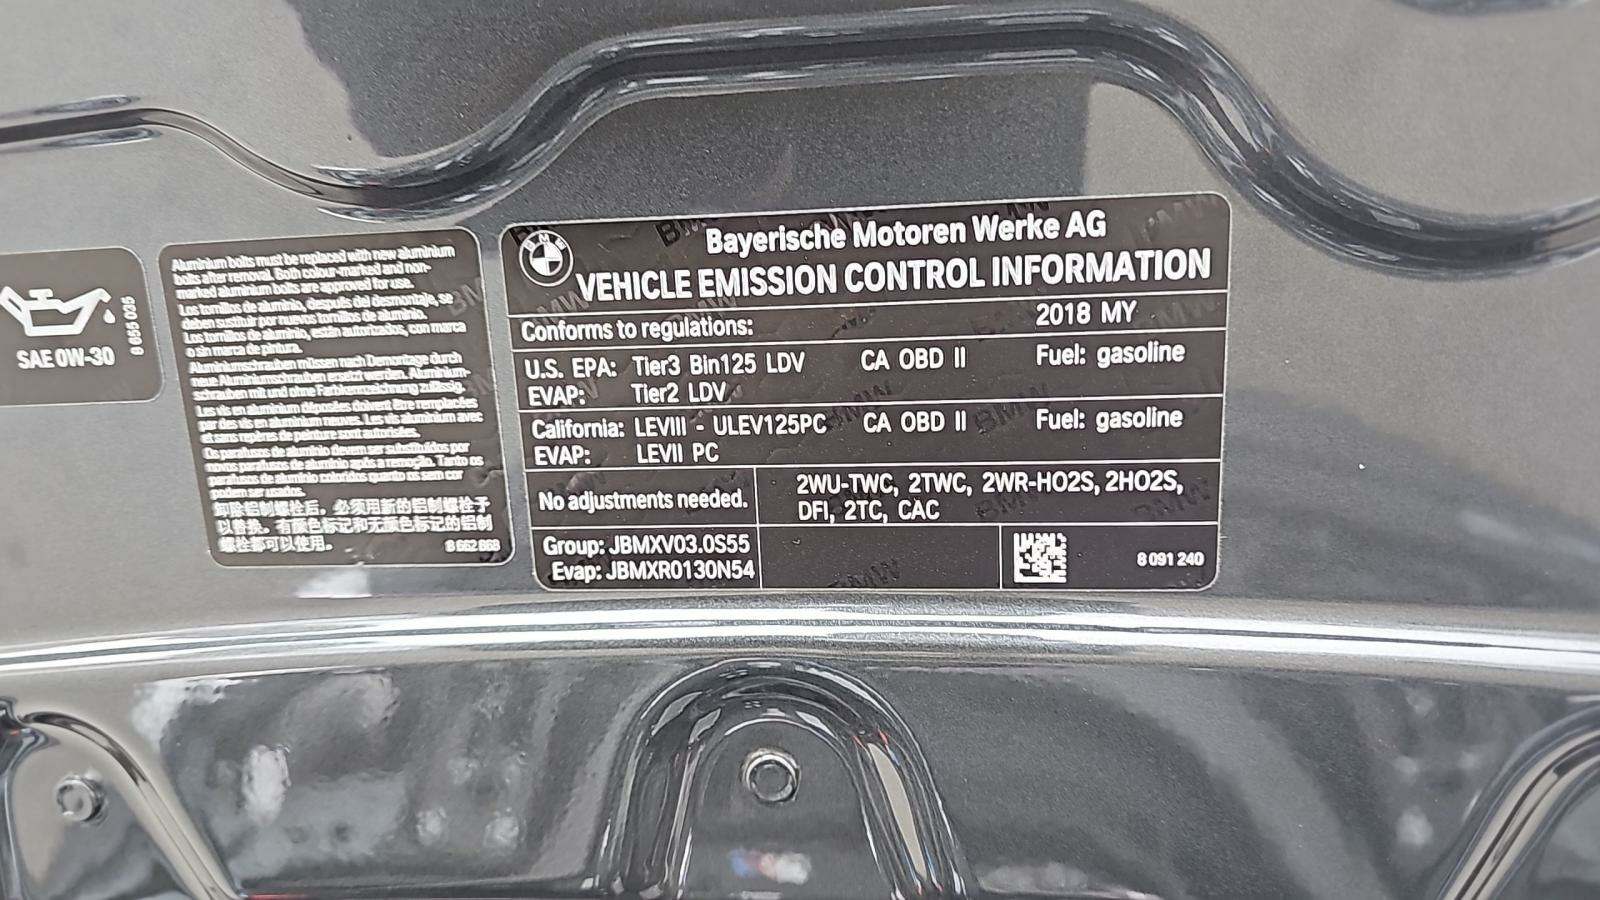 SAE 0W-30
8 655 025
Aluminium bolts must be replaced with new aluminium
bolts after removal. Both colour-marked and non-
marked aluminium bolts are approved for use.
Los tornillos de aluminio, después del desmontaje, se
deben sustituir por nuevos tornillos de aluminio.
Los tornillos de aluminio, están autorizados, con marca
o sin marca de pintura.
Aluminiumschrauben müssen nach Demontage durch
neue Aluminiumschrauben ersetzt werden. Aluminium-
schrauben mit und ohne Farbkennzeichnung zulässig.
Les vis en aluminium déposées doivent être remplacées
par des vis en aluminium neuves. Les vis aluminium avec
et sans repères de peinture sont autorisées.
Os parafusos de alumínio devem ser substituídos por
novos parafusos de alumínio após a remoção. Tanto os
parafusos de alumínio coloridos quanto os sem cor
podem ser usados.
卸除铝制螺栓后，必须用新的铝制螺栓予
以替换。有颜色标记和无颜色标记的铝制
螺栓都可以使用。
8 662 668
BMW
Bayerische Motoren Werke AG
VEHICLE EMISSION CONTROL INFORMATION
Conforms to regulations: 2018 MY
U.S. EPA: Tier3 Bin125 LDV CA OBD II Fuel: gasoline
EVAP: Tier2 LDV
California: LEVIII - ULEV125PC CA OBD II Fuel: gasoline
EVAP: LEVII PC
No adjustments needed.
2WU-TWC, 2TWC, 2WR-HO2S, 2HO2S,
DFI, 2TC, CAC
Group: JBMXV03.0S55
Evap: JBMXR0130N54
8 091 240